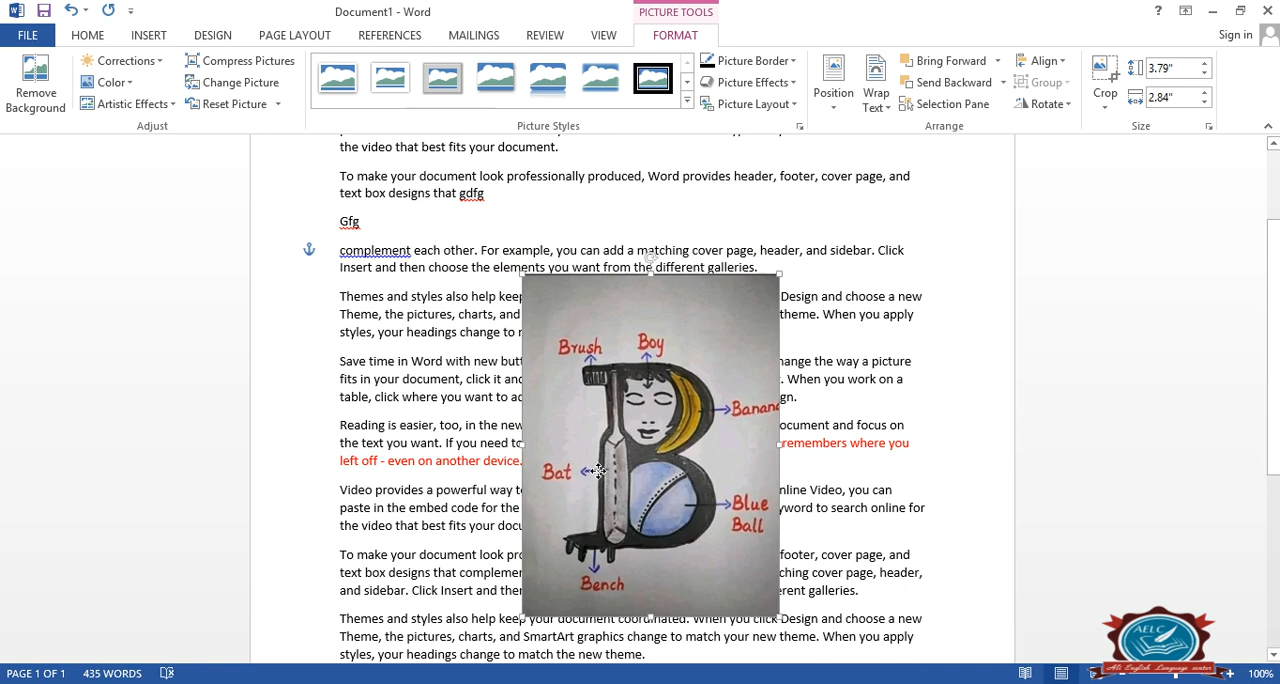 Document1 - Word
PICTURE TOOLS
?
Sign in
FILE
HOME
INSERT
DESIGN
PAGE LAYOUT
REFERENCES
MAILINGS
REVIEW
VIEW
FORMAT
Remove Background
Corrections
Color
Artistic Effects
Compress Pictures
Change Picture
Reset Picture
Adjust
Picture Styles
Picture Border
Picture Effects
Picture Layout
Position
Wrap Text
Bring Forward
Send Backward
Selection Pane
Align
Group
Rotate
Arrange
Crop
3.79"
2.84"
Size
the video that best fits your document.
To make your document look professionally produced, Word provides header, footer, cover page, and
text box designs that gdfg
Gfg
complement each other. For example, you can add a matching cover page, header, and sidebar. Click
Insert and then choose the elements you want from the different galleries.
Themes and styles also help keep Design and choose a new
Theme, the pictures, charts, and theme. When you apply
styles, your headings change to
Save time in Word with new change the way a picture
fits in your document, click it and When you work on a
table, click where you want to
Reading is easier, too, in the new document and focus on
the text you want. If you need to remembers where you
left off - even on another device.
Video provides a powerful way to Online Video, you can
paste in the embed code for the keyword to search online for
the video that best fits your
To make your document look footer, cover page, and
text box designs that matching cover page, header,
and sidebar. Click Insert and galleries.
Themes and styles also help keep your document coordinated. When you click Design and choose a new
Theme, the pictures, charts, and SmartArt graphics change to match your new theme. When you apply
styles, your headings change to match the new theme.
Brush
Boy
Banana
Bat
Blue
Ball
Bench
AELC
Ali English Language center
PAGE 1 OF 1
435 WORDS
100%